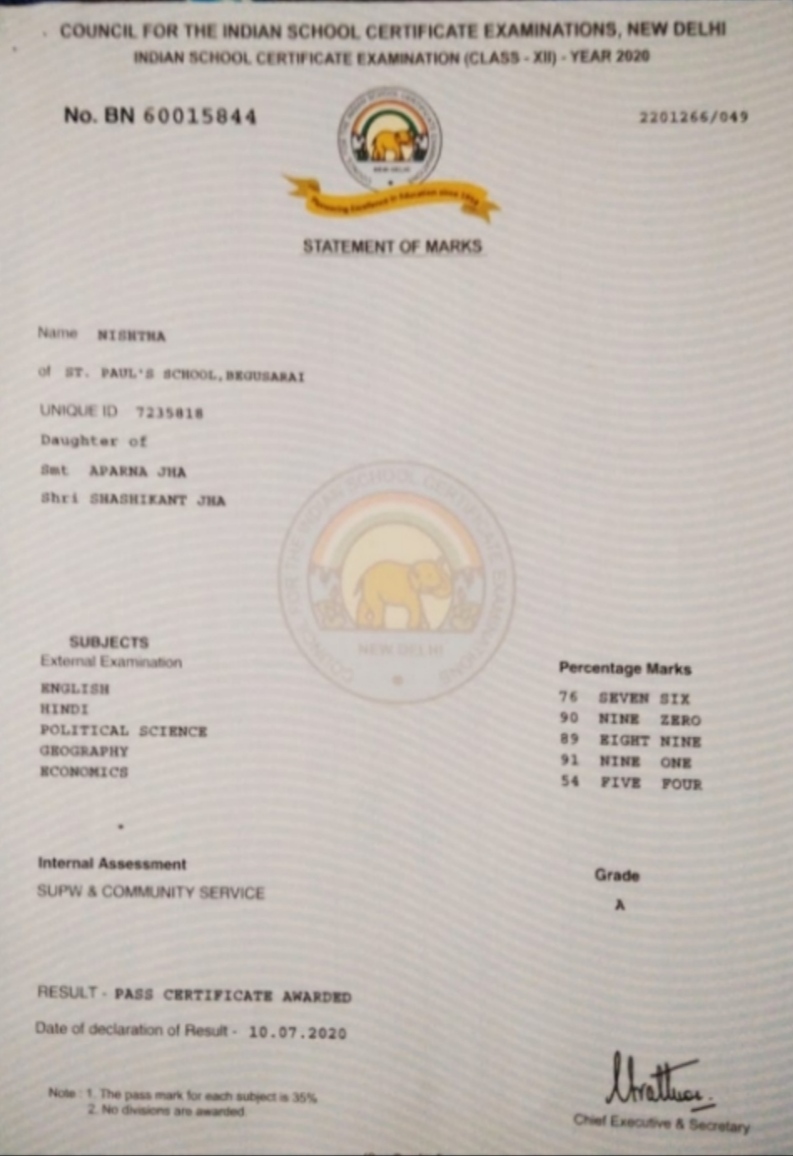 COUNCIL FOR THE INDIAN SCHOOL CERTIFICATE EXAMINATIONS, NEW DELHI
INDIAN SCHOOL CERTIFICATE EXAMINATION (CLASS - XII) - YEAR 2020
No. BN 60015844 2201266/049
NEW DELHI
Pioneering Excellence in Education since 1958
STATEMENT OF MARKS
Name NISHTHA
of ST. PAUL'S SCHOOL, BEGUSARAI
UNIQUE ID 7235818
Daughter of
Smt APARNA JHA
Shri SHASHIKANT JHA
COUNCIL FOR THE INDIAN SCHOOL CERTIFICATE EXAMINATIONS
NEW DELHI
SUBJECTS
External Examination Percentage Marks
ENGLISH 76 SEVEN SIX
HINDI 90 NINE ZERO
POLITICAL SCIENCE 89 EIGHT NINE
GEOGRAPHY 91 NINE ONE
ECONOMICS 54 FIVE FOUR
Internal Assessment Grade
SUPW & COMMUNITY SERVICE A
RESULT - PASS CERTIFICATE AWARDED
Date of declaration of Result - 10.07.2020
Note : 1. The pass mark for each subject is 35%
2. No divisions are awarded.
Chief Executive & Secretary